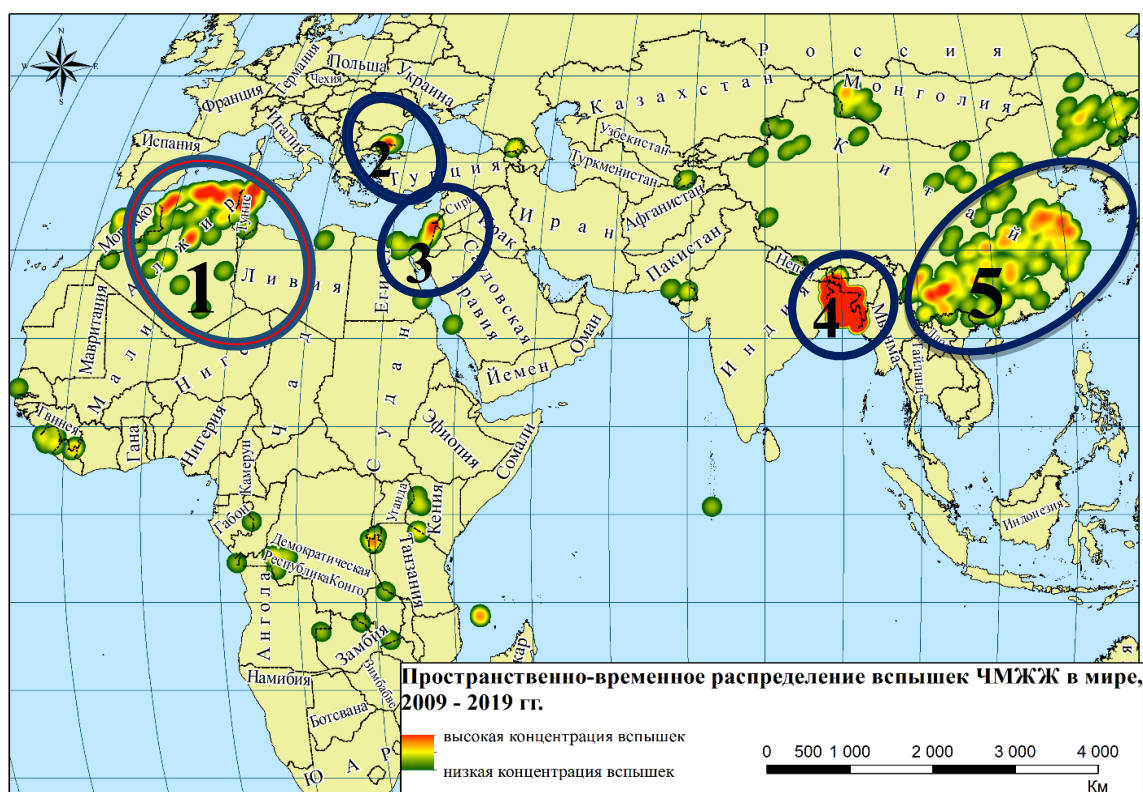 N
W
E
S
Р о с с и я
Германия
Польша
Чехия
Украина
Франция
Казахстан
Монголия
Италия
Испания
Узбекистан
Туркменистан
Китай
2
Турция
Марокко
Тунис
Сирия
Ирак
Иран
Афганистан
Пакистан
3
5
Алжир
1
Ливия
Египет
Саудовская
Аравия
Непал
4
Мьянма
Лаос
Индия
Таиланд
Оман
Мавритания
Мали
Нигер
Чад
Судан
Йемен
Гвинея
Гана
Нигерия
Камерун
Эфиопия
Сомали
Уганда
Кения
Габон
Индонезия
Демократическая
РеспубликаКонго
Танзания
Ангола
Замбия
Зимбабве
Намибия
Ботсвана
Ю А Р
кар
я
Пространственно-временное распределение вспышек ЧМЖЖ в мире,
2009 - 2019 гг.
высокая концентрация вспышек
низкая концентрация вспышек
0 500 1 000 2 000 3 000 4 000
Км